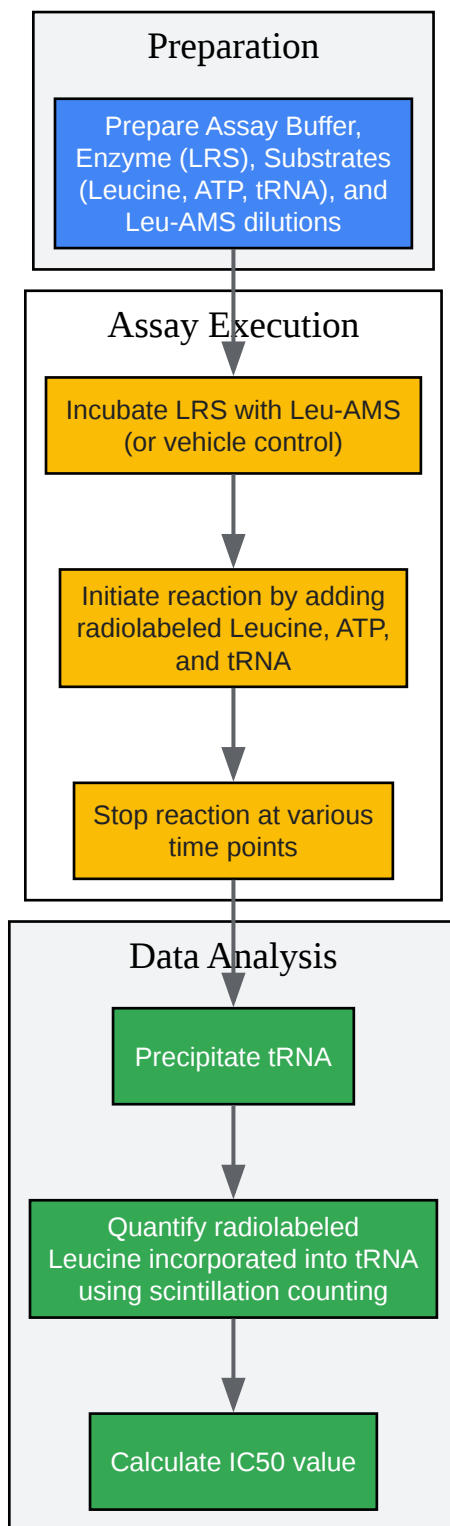 Preparation
Prepare Assay Buffer,
Enzyme (LRS), Substrates
(Leucine, ATP, tRNA), and
Leu-AMS dilutions
Assay Execution
Incubate LRS with Leu-AMS
(or vehicle control)
Initiate reaction by adding
radiolabeled Leucine, ATP,
and tRNA
Stop reaction at various
time points
Data Analysis
Precipitate tRNA
Quantify radiolabeled
Leucine incorporated into tRNA
using scintillation counting
Calculate IC50 value